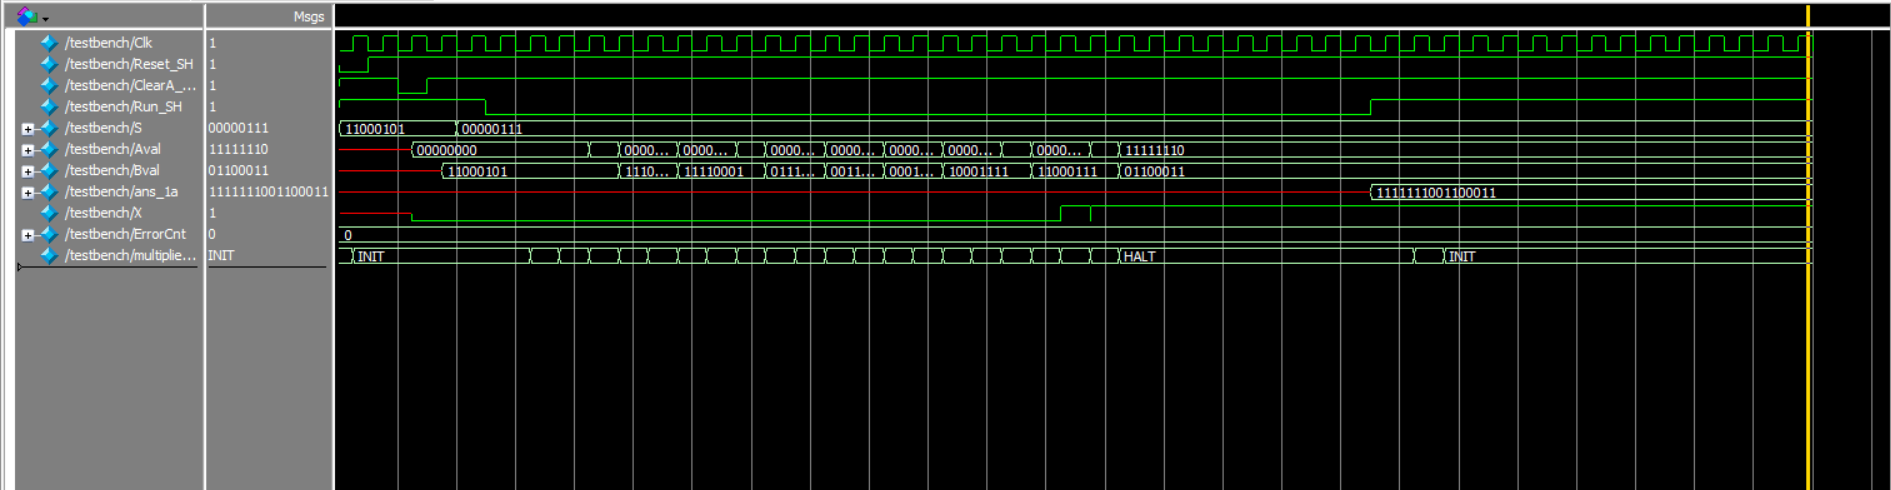 Msgs
/testbench/Clk 1
/testbench/Reset_SH 1
/testbench/ClearA_... 1
/testbench/Run_SH 1
/testbench/S 00000111 11000101 00000111
/testbench/Aval 11111110 00000000 0000... 0000... 0000... 0000... 0000... 0000... 0000... 11111110
/testbench/Bval 01100011 11000101 1110... 11110001 0111... 0011... 0001... 10001111 11000111 01100011
/testbench/ans_1a 1111111001100011 1111111001100011
/testbench/X 1
/testbench/ErrorCnt 0 0
/testbench/multiplie... INIT INIT HALT INIT